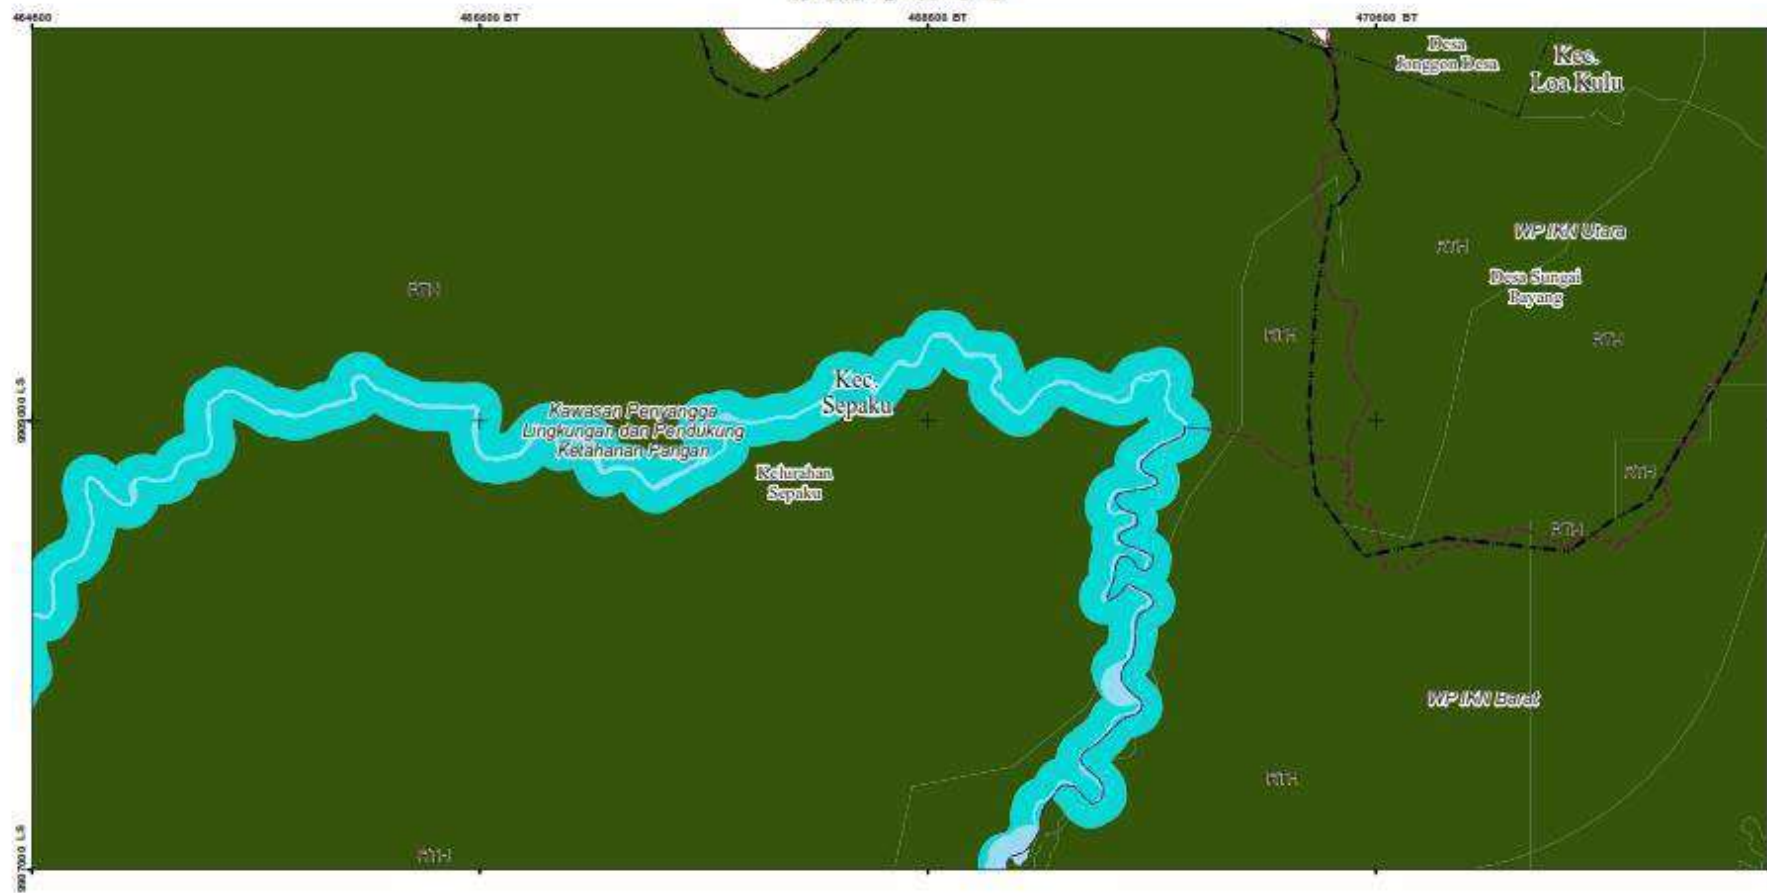 464600
466600 BT
468600 BT
470600 BT
Desa
Jonggon Desa
Kec.
Loa Kulu
WP IKN Utara
RTH
Desa Sungai
Payang
RTH
RTH
RTH
Kec.
Sepaku
Kawasan Penyangga
Lingkungan dan Pendukung
Ketahanan Pangan
Kelurahan
Sepaku
RTH
RTH
WP IKN Barat
RTH
RTH